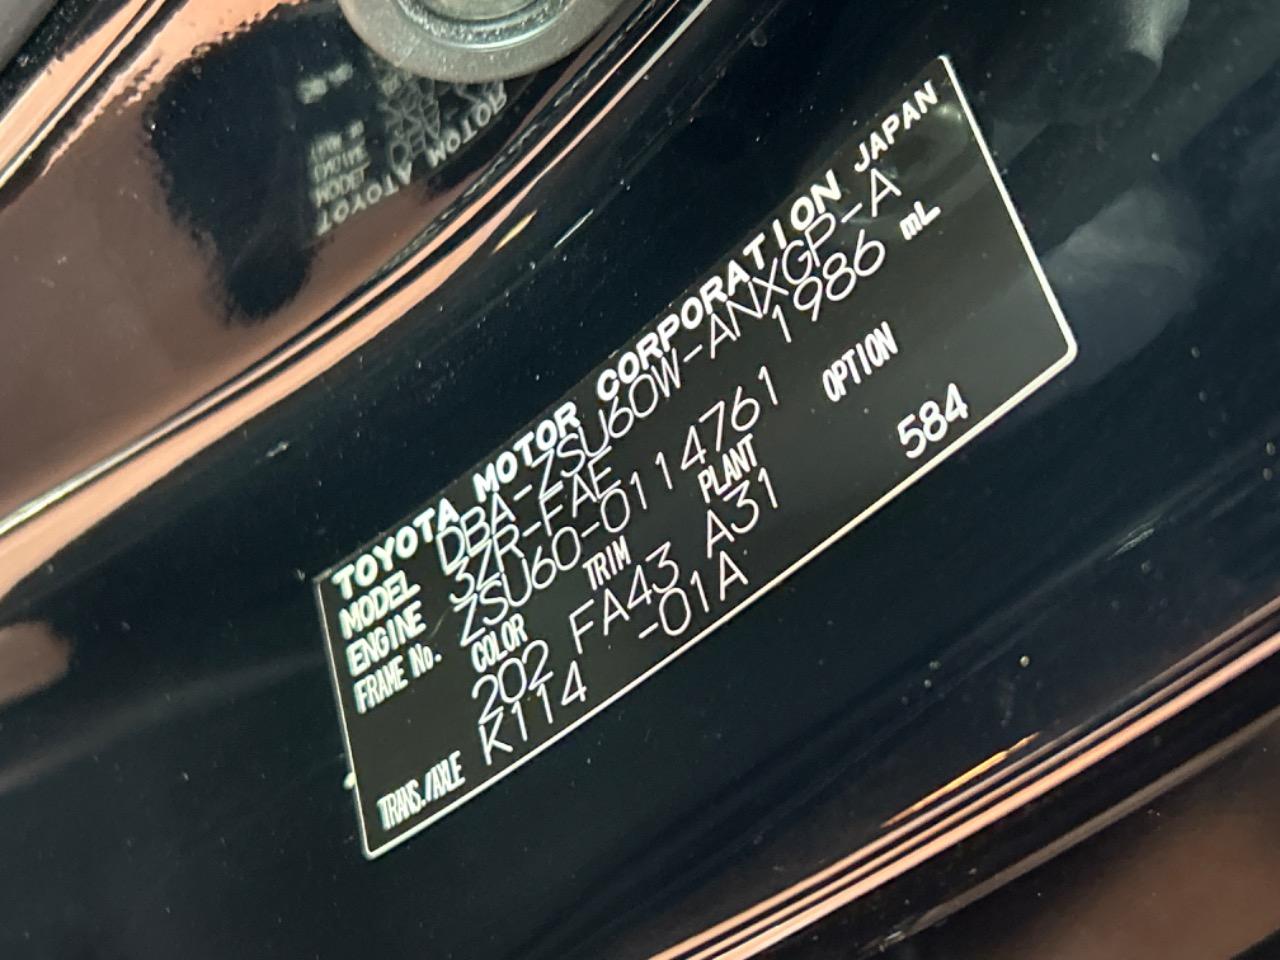 TOYOTA MOTOR CORPORATION JAPAN
MODEL DBA-ZSU60W-ANXGP-A
ENGINE 3ZR-FAE 1986 mL
FRAME No. ZSU60-0114761
COLOR TRIM PLANT OPTION
202 FA43 A31 584
TRANS./AXLE K114 -01A